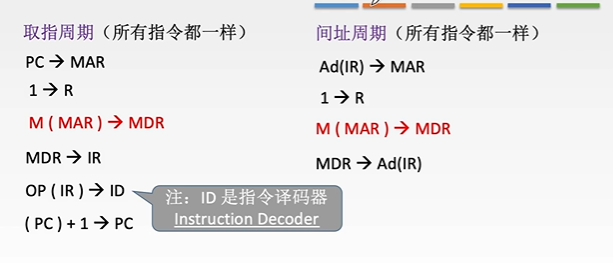 取指周期（所有指令都一样）
PC → MAR
1 → R
M ( MAR ) → MDR
MDR → IR
OP ( IR ) → ID
( PC ) + 1 → PC
注：ID 是指令译码器
Instruction Decoder
间址周期（所有指令都一样）
Ad(IR) → MAR
1 → R
M ( MAR ) → MDR
MDR → Ad(IR)